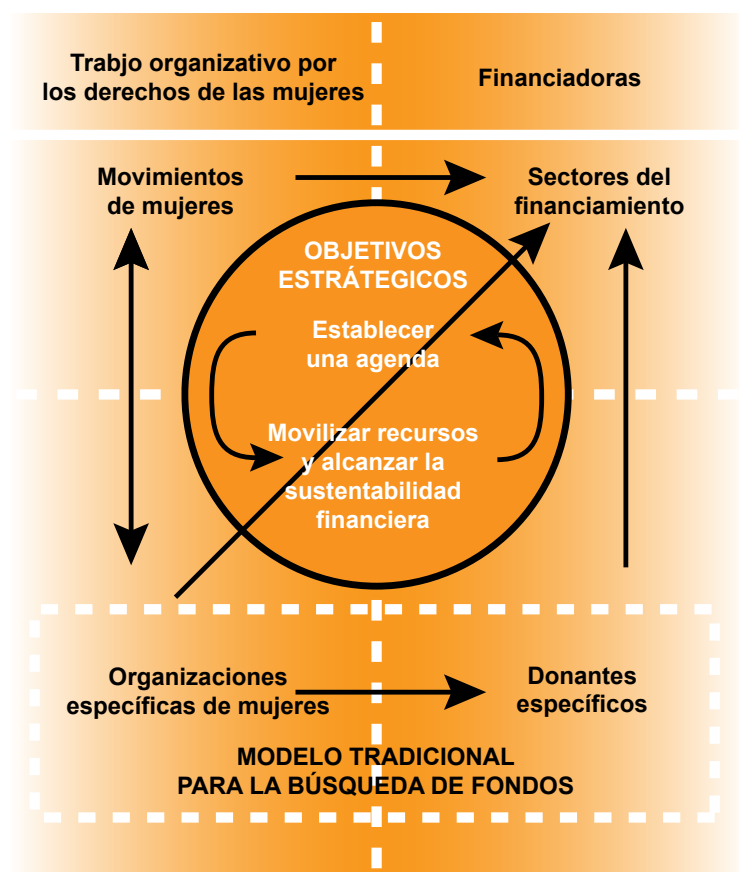 Trabjo organizativo por
los derechos de las mujeres
Financiadoras
Movimientos
de mujeres
Sectores del
financiamiento
OBJETIVOS
ESTRÁTEGICOS
Establecer
una agenda
Movilizar recursos
y alcanzar la
sustentabilidad
financiera
Organizaciones
específicas de mujeres
Donantes
específicos
MODELO TRADICIONAL
PARA LA BÚSQUEDA DE FONDOS